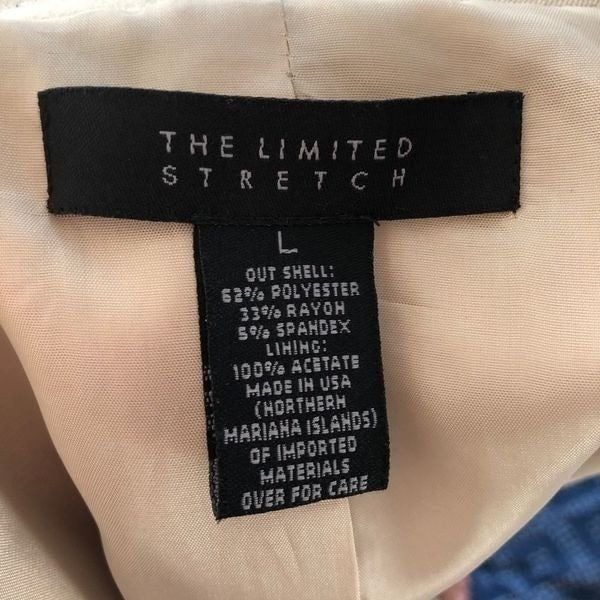 THE LIMITED
STRETCH
L
OUT SHELL:
62% POLYESTER
33% RAYON
5% SPANDEX
LINING:
100% ACETATE
MADE IN USA
(NORTHERN
MARIANA ISLANDS)
OF IMPORTED
MATERIALS
OVER FOR CARE